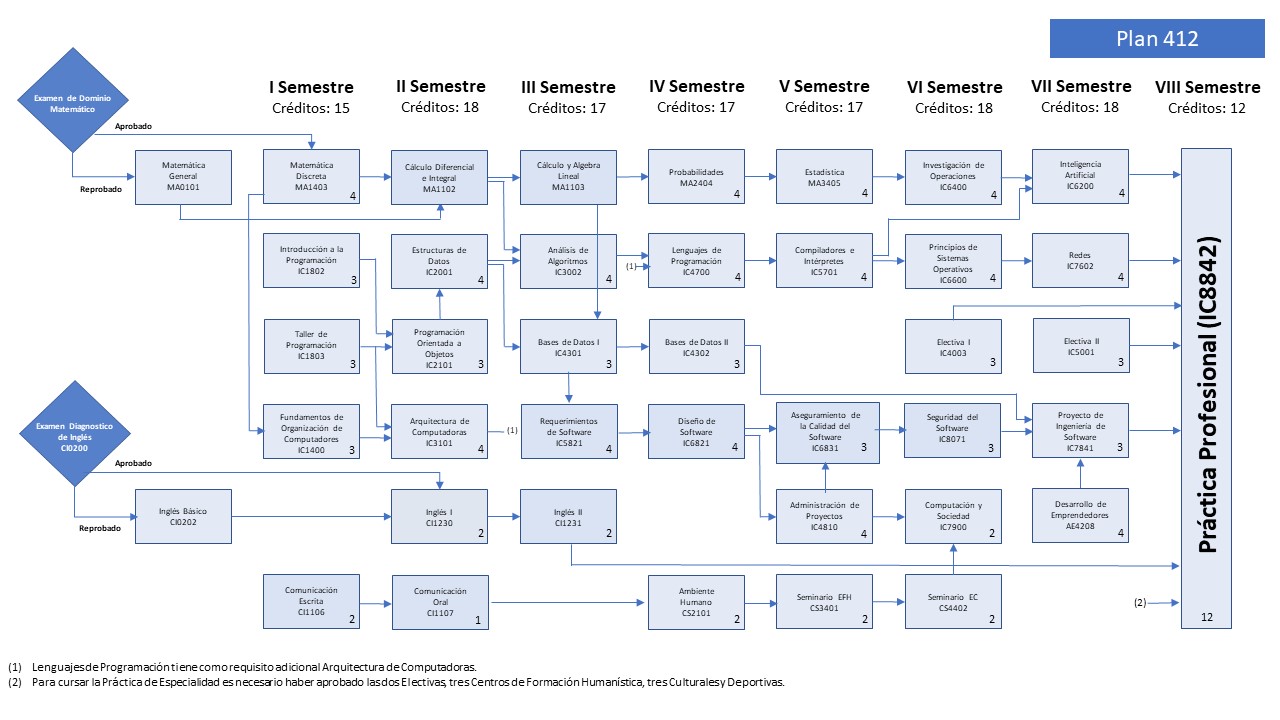 Plan 412
I Semestre
Créditos: 15
II Semestre
Créditos: 18
III Semestre
Créditos: 17
IV Semestre
Créditos: 17
V Semestre
Créditos: 17
VI Semestre
Créditos: 18
VII Semestre
Créditos: 18
VIII Semestre
Créditos: 12
Examen de Dominio
Matemático
Aprobado
Reprobado
Matemática
General
MA0101
Matemática
Discreta
MA1403
4
Cálculo Diferencial
e Integral
MA1102
4
Cálculo y Algebra
Lineal
MA1103
4
Probabilidades
MA2404
4
Estadística
MA3405
4
Investigación de
Operaciones
IC6400
4
Inteligencia
Artificial
IC6200
4
Introducción a la
Programación
IC1802
3
Estructuras de
Datos
IC2001
4
Análisis de
Algoritmos
IC3002
4
(1)
Lenguajes de
Programación
IC4700
4
Compiladores e
Intérpretes
IC5701
4
Principios de
Sistemas
Operativos
IC6600
4
Redes
IC7602
4
Taller de
Programación
IC1803
3
Programación
Orientada a
Objetos
IC2101
3
Bases de Datos I
IC4301
3
Bases de Datos II
IC4302
3
Electiva I
IC4003
3
Electiva II
IC5001
3
Examen Diagnostico
de Inglés
CI0200
Aprobado
Reprobado
Fundamentos de
Organización de
Computadores
IC1400
3
Arquitectura de
Computadoras
IC3101
4
(1)
Requerimientos
de Software
IC5821
4
Diseño de
Software
IC6821
4
Aseguramiento de
la Calidad del
Software
IC6831
3
Seguridad del
Software
IC8071
3
Proyecto de
Ingeniería de
Software
IC7841
3
Inglés Básico
CI0202
Inglés I
CI1230
2
Inglés II
CI1231
2
Administración de
Proyectos
IC4810
4
Computación y
Sociedad
IC7900
2
Desarrollo de
Emprendedores
AE4208
4
Comunicación
Escrita
CI1106
2
Comunicación
Oral
CI1107
1
Ambiente
Humano
CS2101
2
Seminario EFH
CS3401
2
Seminario EC
CS4402
2
(2)
Práctica Profesional (IC8842)
12
(1) Lenguajes de Programación tiene como requisito adicional Arquitectura de Computadoras.
(2) Para cursar la Práctica de Especialidad es necesario haber aprobado las dos Electivas, tres Centros de Formación Humanística, tres Culturales y Deportivas.